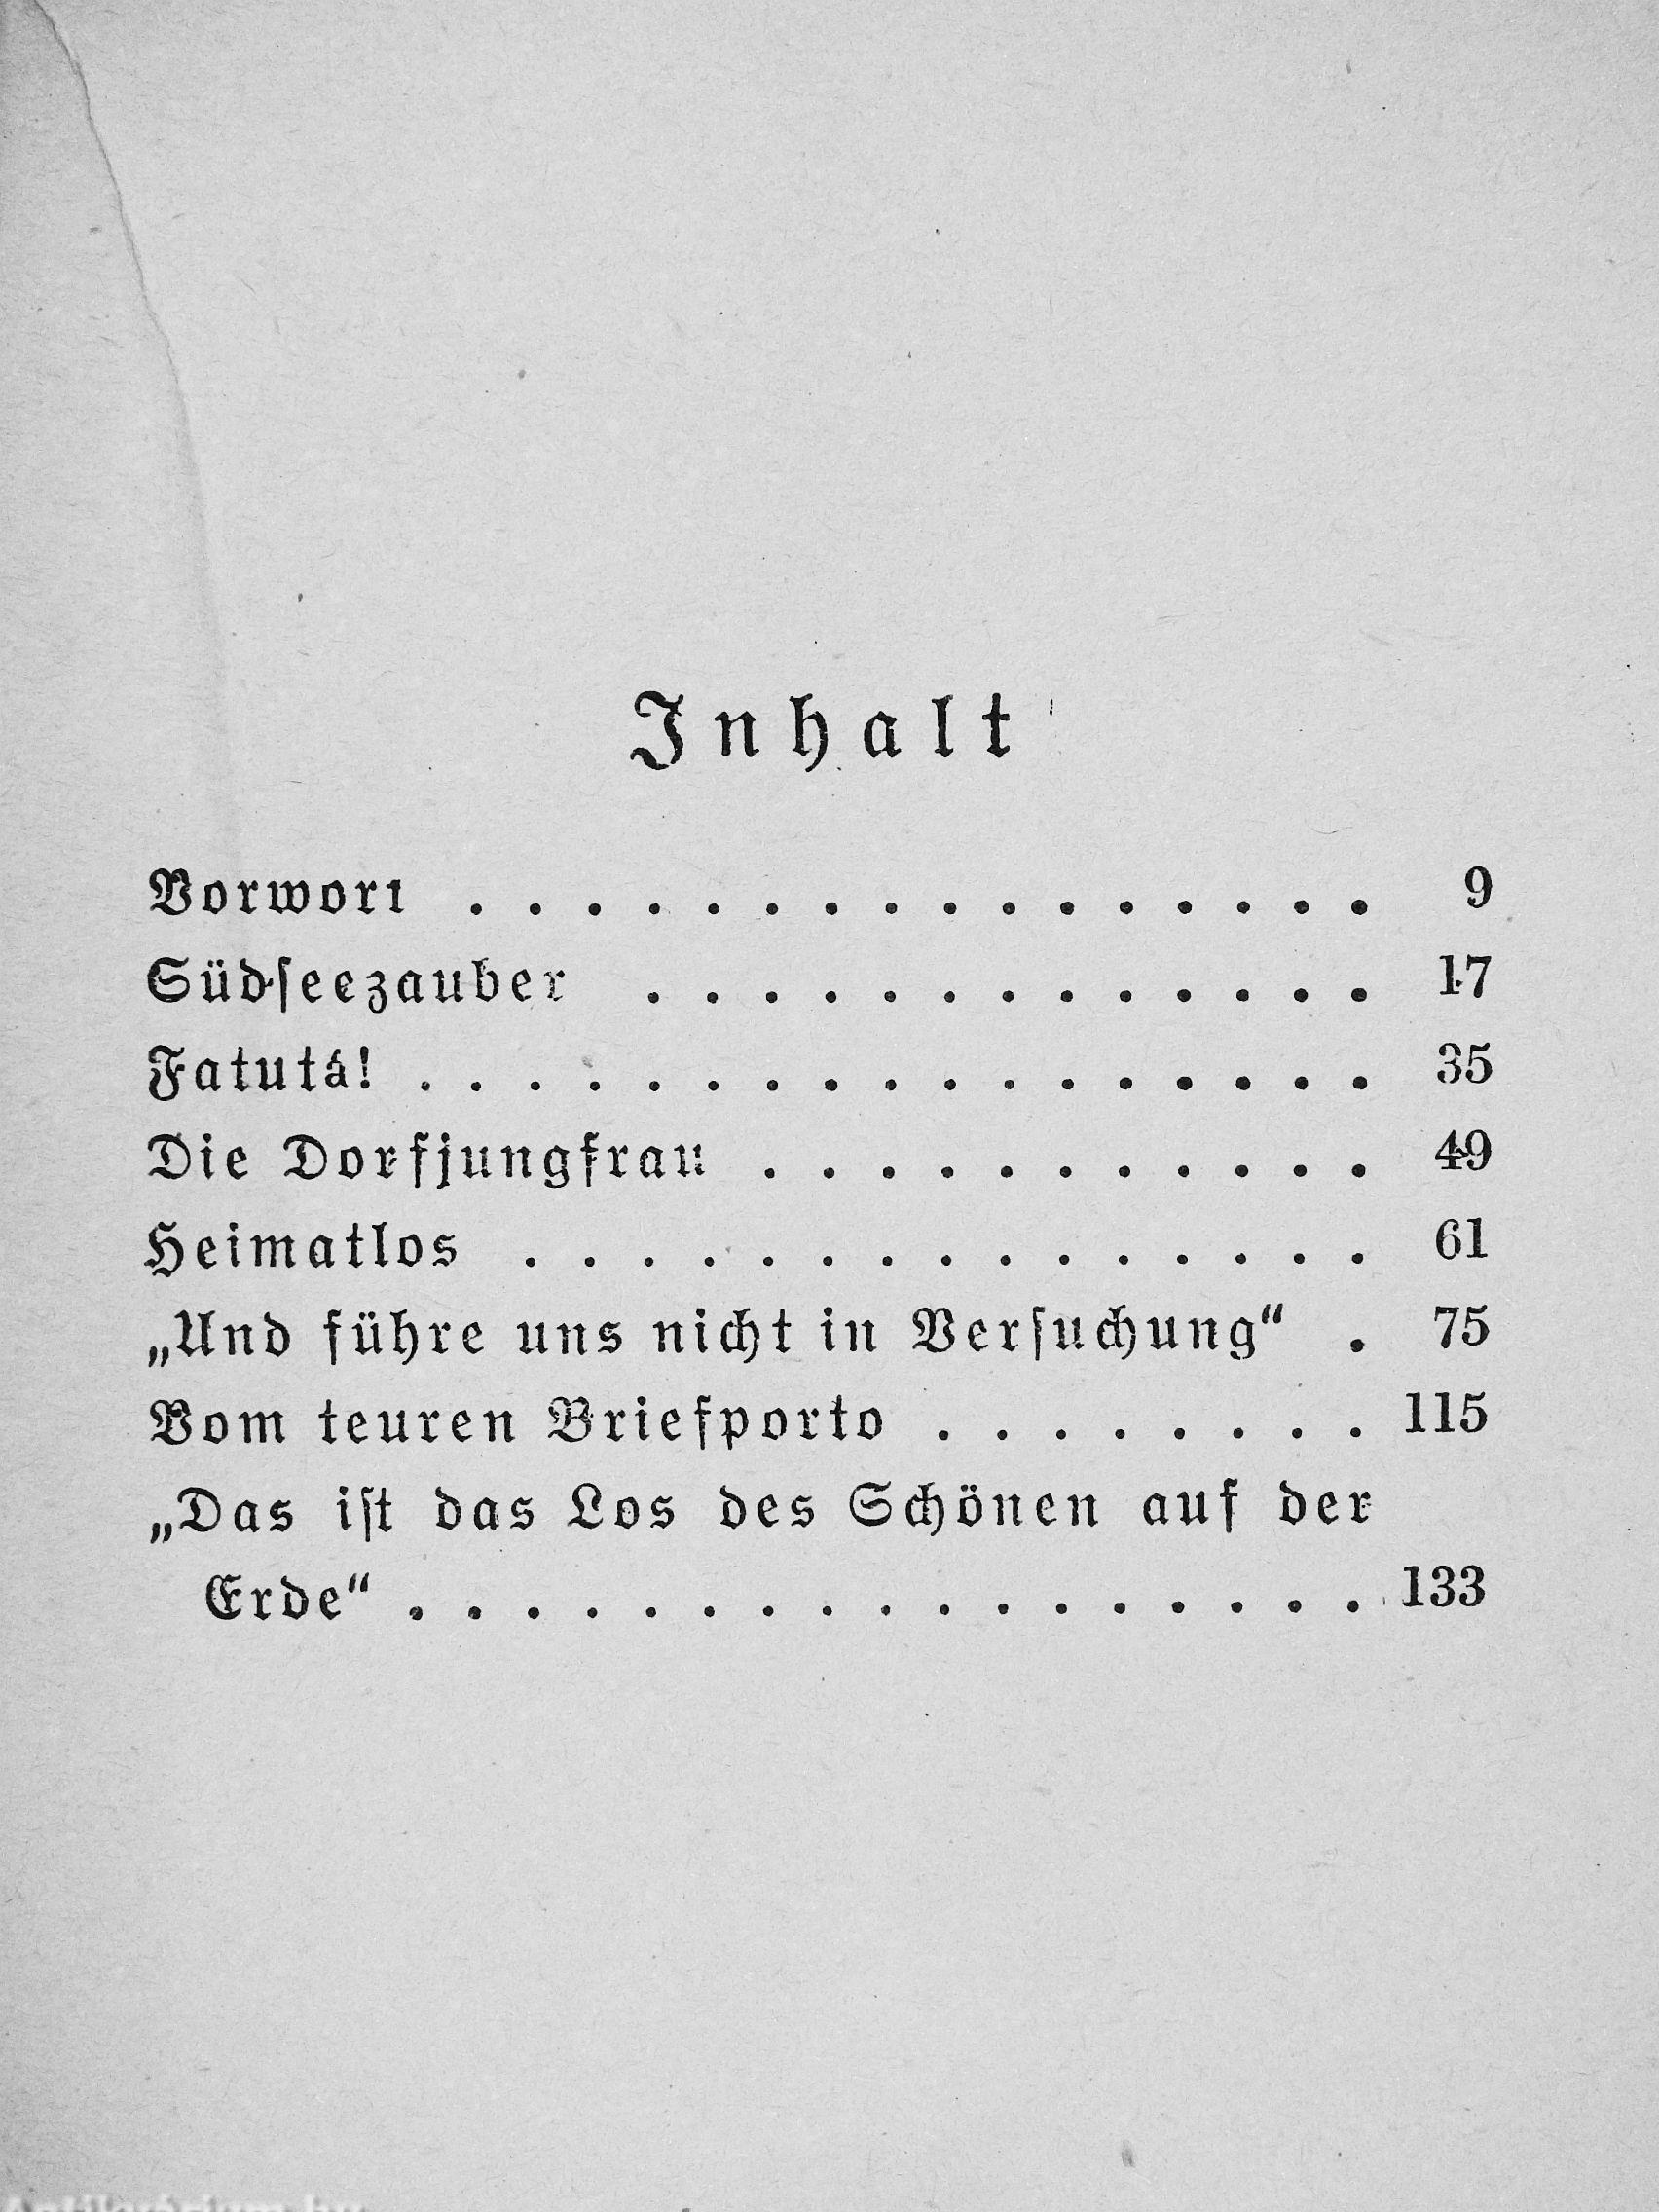 Inhalt
Vorwort . . . . . . . . . . . . . . . . 9
Südseezauber . . . . . . . . . . . . . 17
Fatutá! . . . . . . . . . . . . . . . . . 35
Die Dorfjungfrau . . . . . . . . . . . 49
Heimatlos . . . . . . . . . . . . . . . 61
„Und führe uns nicht in Versuchung“ . 75
Vom teuren Briefporto . . . . . . . . 115
„Das ist das Los des Schönen auf der
Erde“ . . . . . . . . . . . . . . . . . 133